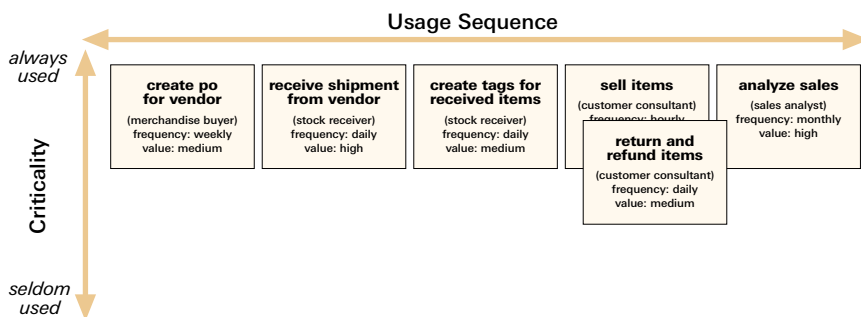 Usage Sequence
always
used
create po
for vendor
(merchandise buyer)
frequency: weekly
value: medium
receive shipment
from vendor
(stock receiver)
frequency: daily
value: high
create tags for
received items
(stock receiver)
frequency: daily
value: medium
sell items
(customer consultant)
frequency: hourly
return and
refund items
(customer consultant)
frequency: daily
value: medium
analyze sales
(sales analyst)
frequency: monthly
value: high
Criticality
seldom
used